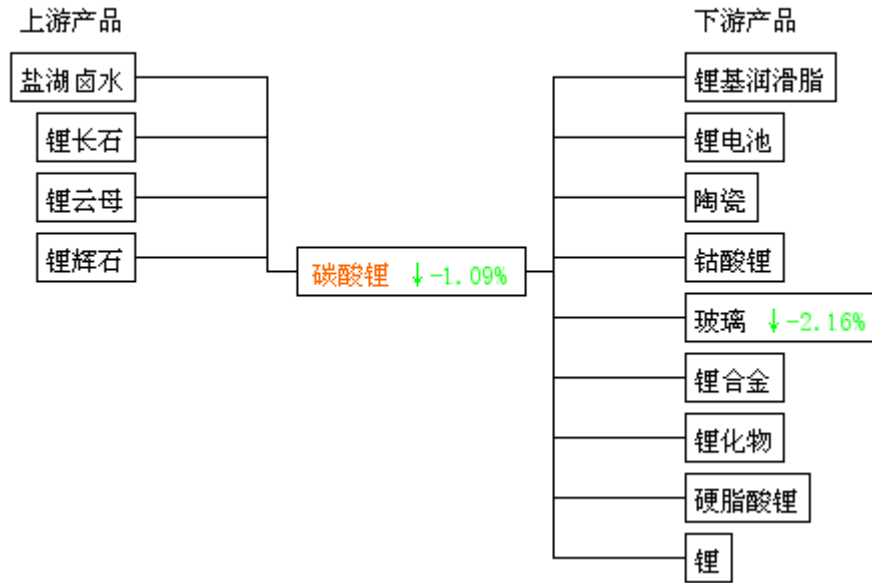 上游产品
盐湖卤水
锂长石
锂云母
锂辉石
碳酸锂 ↓-1.09%
下游产品
锂基润滑脂
锂电池
陶瓷
钴酸锂
玻璃 ↓-2.16%
锂合金
锂化物
硬脂酸锂
锂